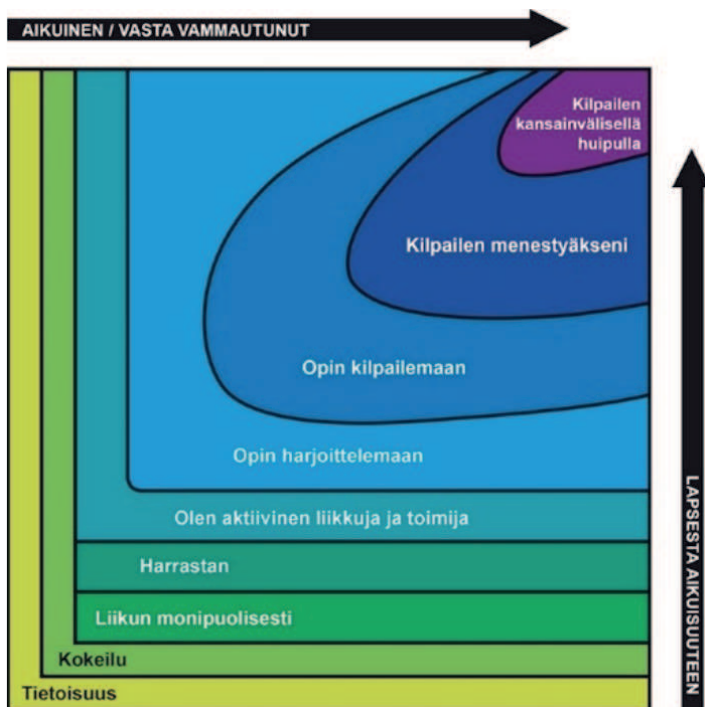 AIKUINEN / VASTA VAMMAUTUNUT
Kilpailen
kansainvälisellä
huipulla
Kilpailen menestyäkseni
Opin kilpailemaan
Opin harjoittelemaan
Olen aktiivinen liikkuja ja toimija
Harrastan
Liikun monipuolisesti
Kokeilu
Tietoisuus
LAPSESTA AIKUISUUTEEN